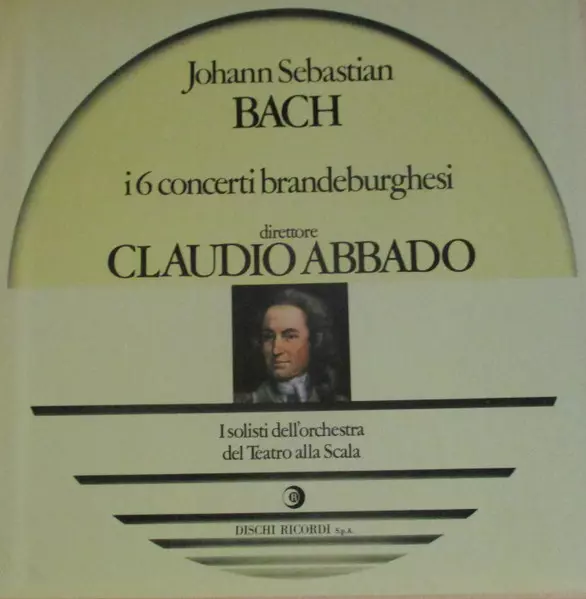 Johann Sebastian
BACH
i 6 concerti brandeburghesi
direttore
CLAUDIO ABBADO
I solisti dell'orchestra
del Teatro alla Scala
R
DISCHI RICORDI S.p.A.